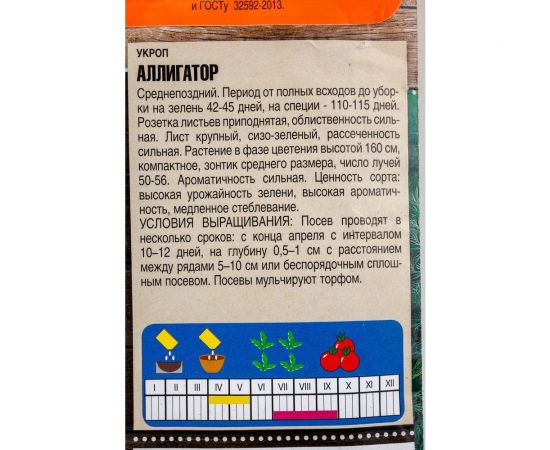 и ГОСТу 32592-2013.
УКРОП
АЛЛИГАТОР
Среднепоздний. Период от полных всходов до убор-
ки на зелень 42-45 дней, на специи - 110-115 дней.
Розетка листьев приподнятая, облиственность силь-
ная. Лист крупный, сизо-зеленый, рассеченность
сильная. Растение в фазе цветения высотой 160 см,
компактное, зонтик среднего размера, число лучей
50-56. Ароматичность сильная. Ценность сорта:
высокая урожайность зелени, высокая ароматич-
ность, медленное стеблевание.
УСЛОВИЯ ВЫРАЩИВАНИЯ: Посев проводят в
несколько сроков: с конца апреля с интервалом
10–12 дней, на глубину 0,5–1 см с расстоянием
между рядами 5–10 см или беспорядочным сплош-
ным посевом. Посевы мульчируют торфом.
I II III IV V VI VII VIII IX X XI XII